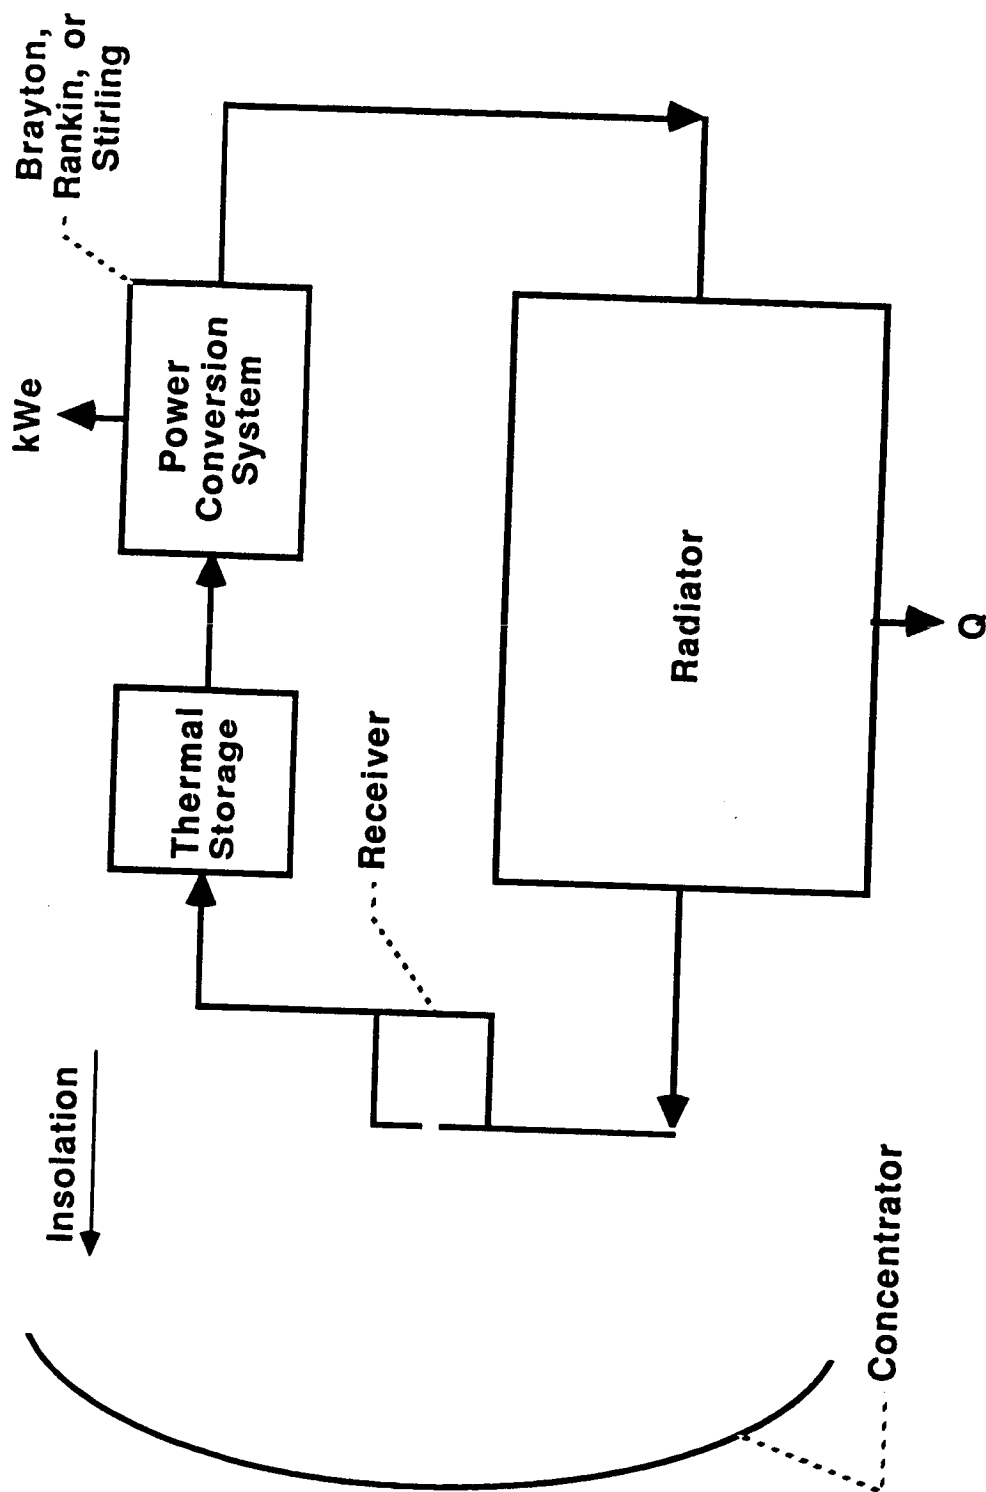 Insolation
Concentrator
Receiver
Thermal
Storage
Power
Conversion
System
kWe
Brayton,
Rankin, or
Stirling
Radiator
Q